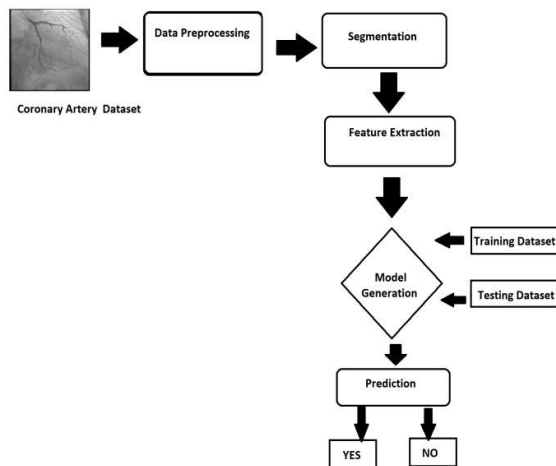 Data Preprocessing
Segmentation
Coronary Artery Dataset
Feature Extraction
Training Dataset
Model
Generation
Testing Dataset
Prediction
YES
NO